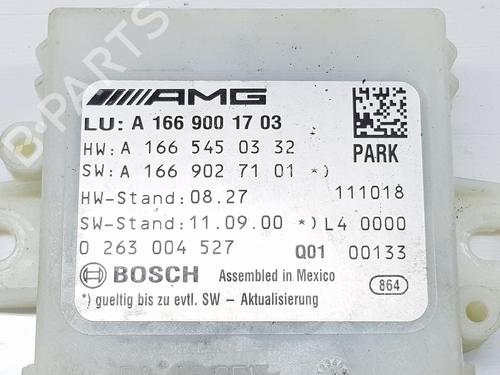 B-PARTS
AMG
LU: A 166 900 17 03
HW: A 166 545 03 32
SW: A 166 902 71 01 *)
PARK
HW-Stand: 08.27
111018
SW-Stand: 11.09.00 *) L4 0000
0 263 004 527
Q01 00133
BOSCH Assembled in Mexico
*) gueltig bis zu evtl. SW - Aktualisierung
864